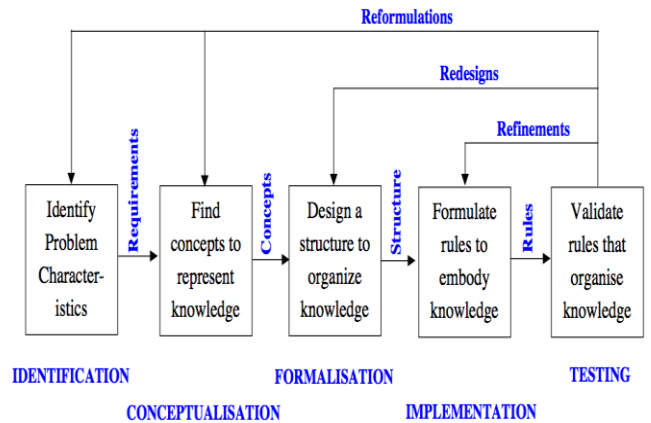 Reformulations
Redesigns
Refinements
Requirements
Concepts
Structure
Rules
Identify
Problem
Character-
istics
Find
concepts to
represent
knowledge
Design a
structure to
organize
knowledge
Formulate
rules to
embody
knowledge
Validate
rules that
organise
knowledge
IDENTIFICATION
CONCEPTUALISATION
FORMALISATION
IMPLEMENTATION
TESTING